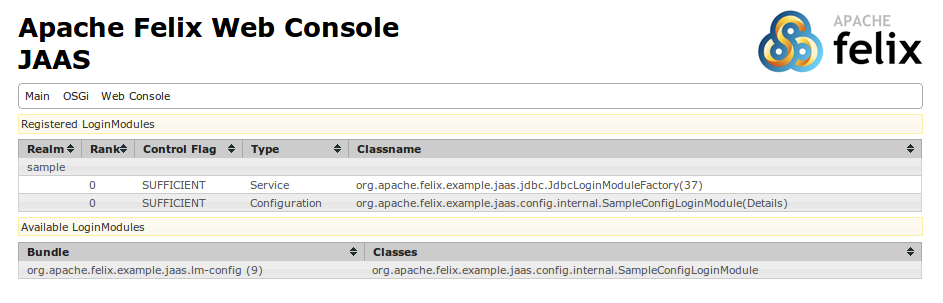 Apache Felix Web Console
JAAS
APACHE
felix
Main OSGi Web Console
Registered LoginModules
Realm Rank Control Flag Type Classname
sample
0 SUFFICIENT Service org.apache.felix.example.jaas.jdbc.JdbcLoginModuleFactory(37)
0 SUFFICIENT Configuration org.apache.felix.example.jaas.config.internal.SampleConfigLoginModule(Details)
Available LoginModules
Bundle Classes
org.apache.felix.example.jaas.lm-config (9) org.apache.felix.example.jaas.config.internal.SampleConfigLoginModule